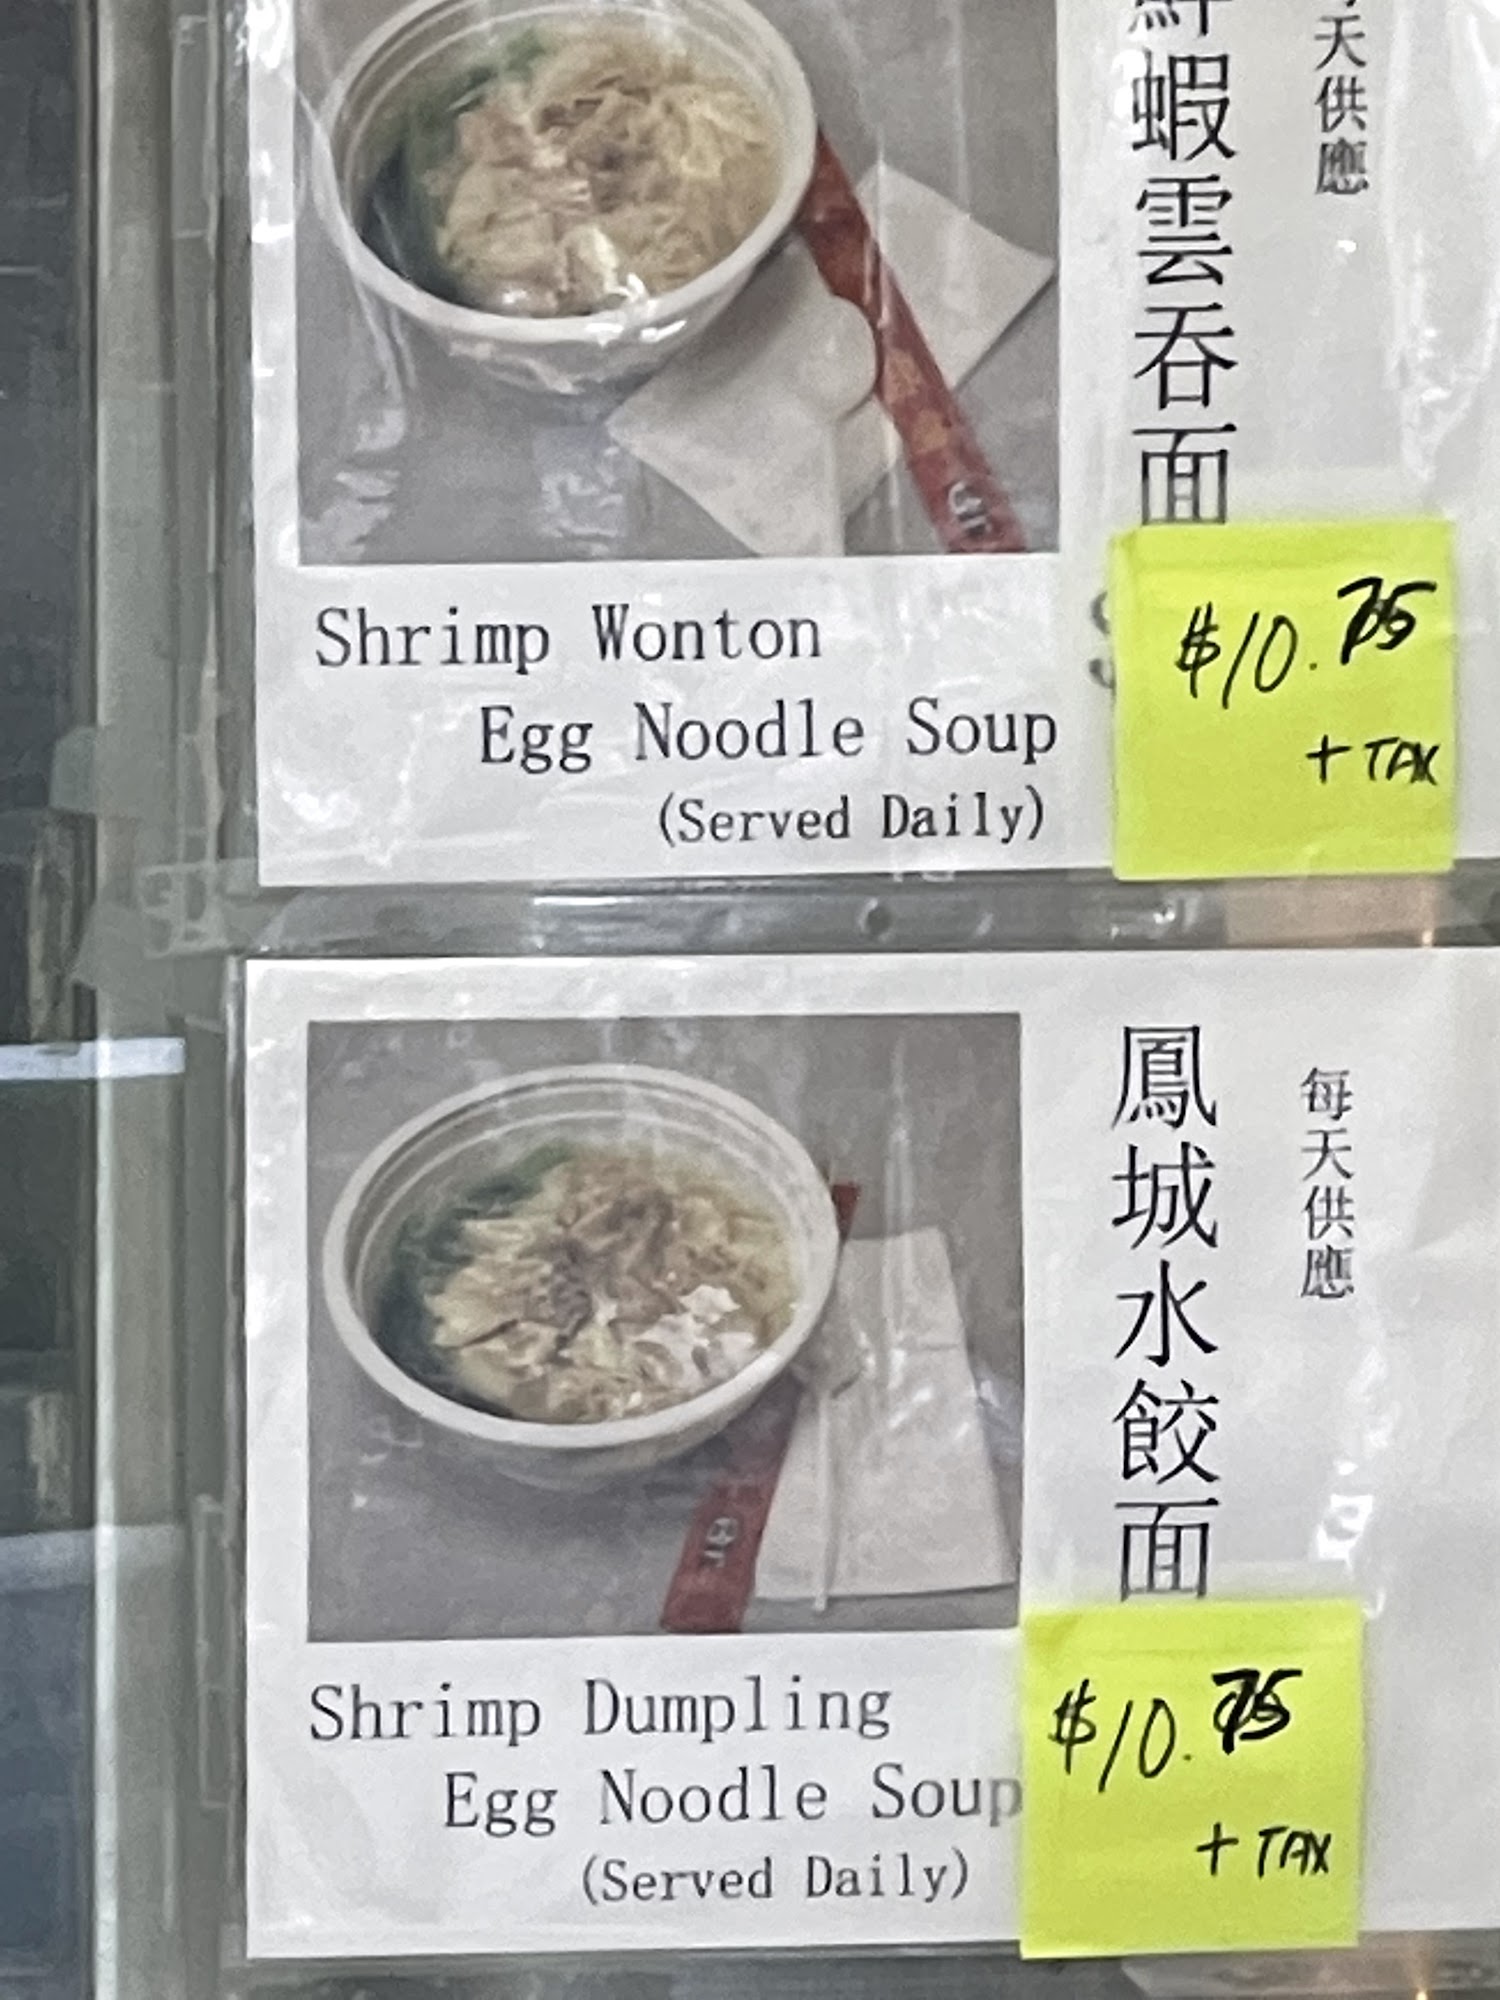 蝦雲吞面
天供應
Shrimp Wonton
Egg Noodle Soup
(Served Daily)
$10.75
+ TAX
鳳城水餃面
每天供應
Shrimp Dumpling
Egg Noodle Soup
(Served Daily)
$10.75
+ TAX